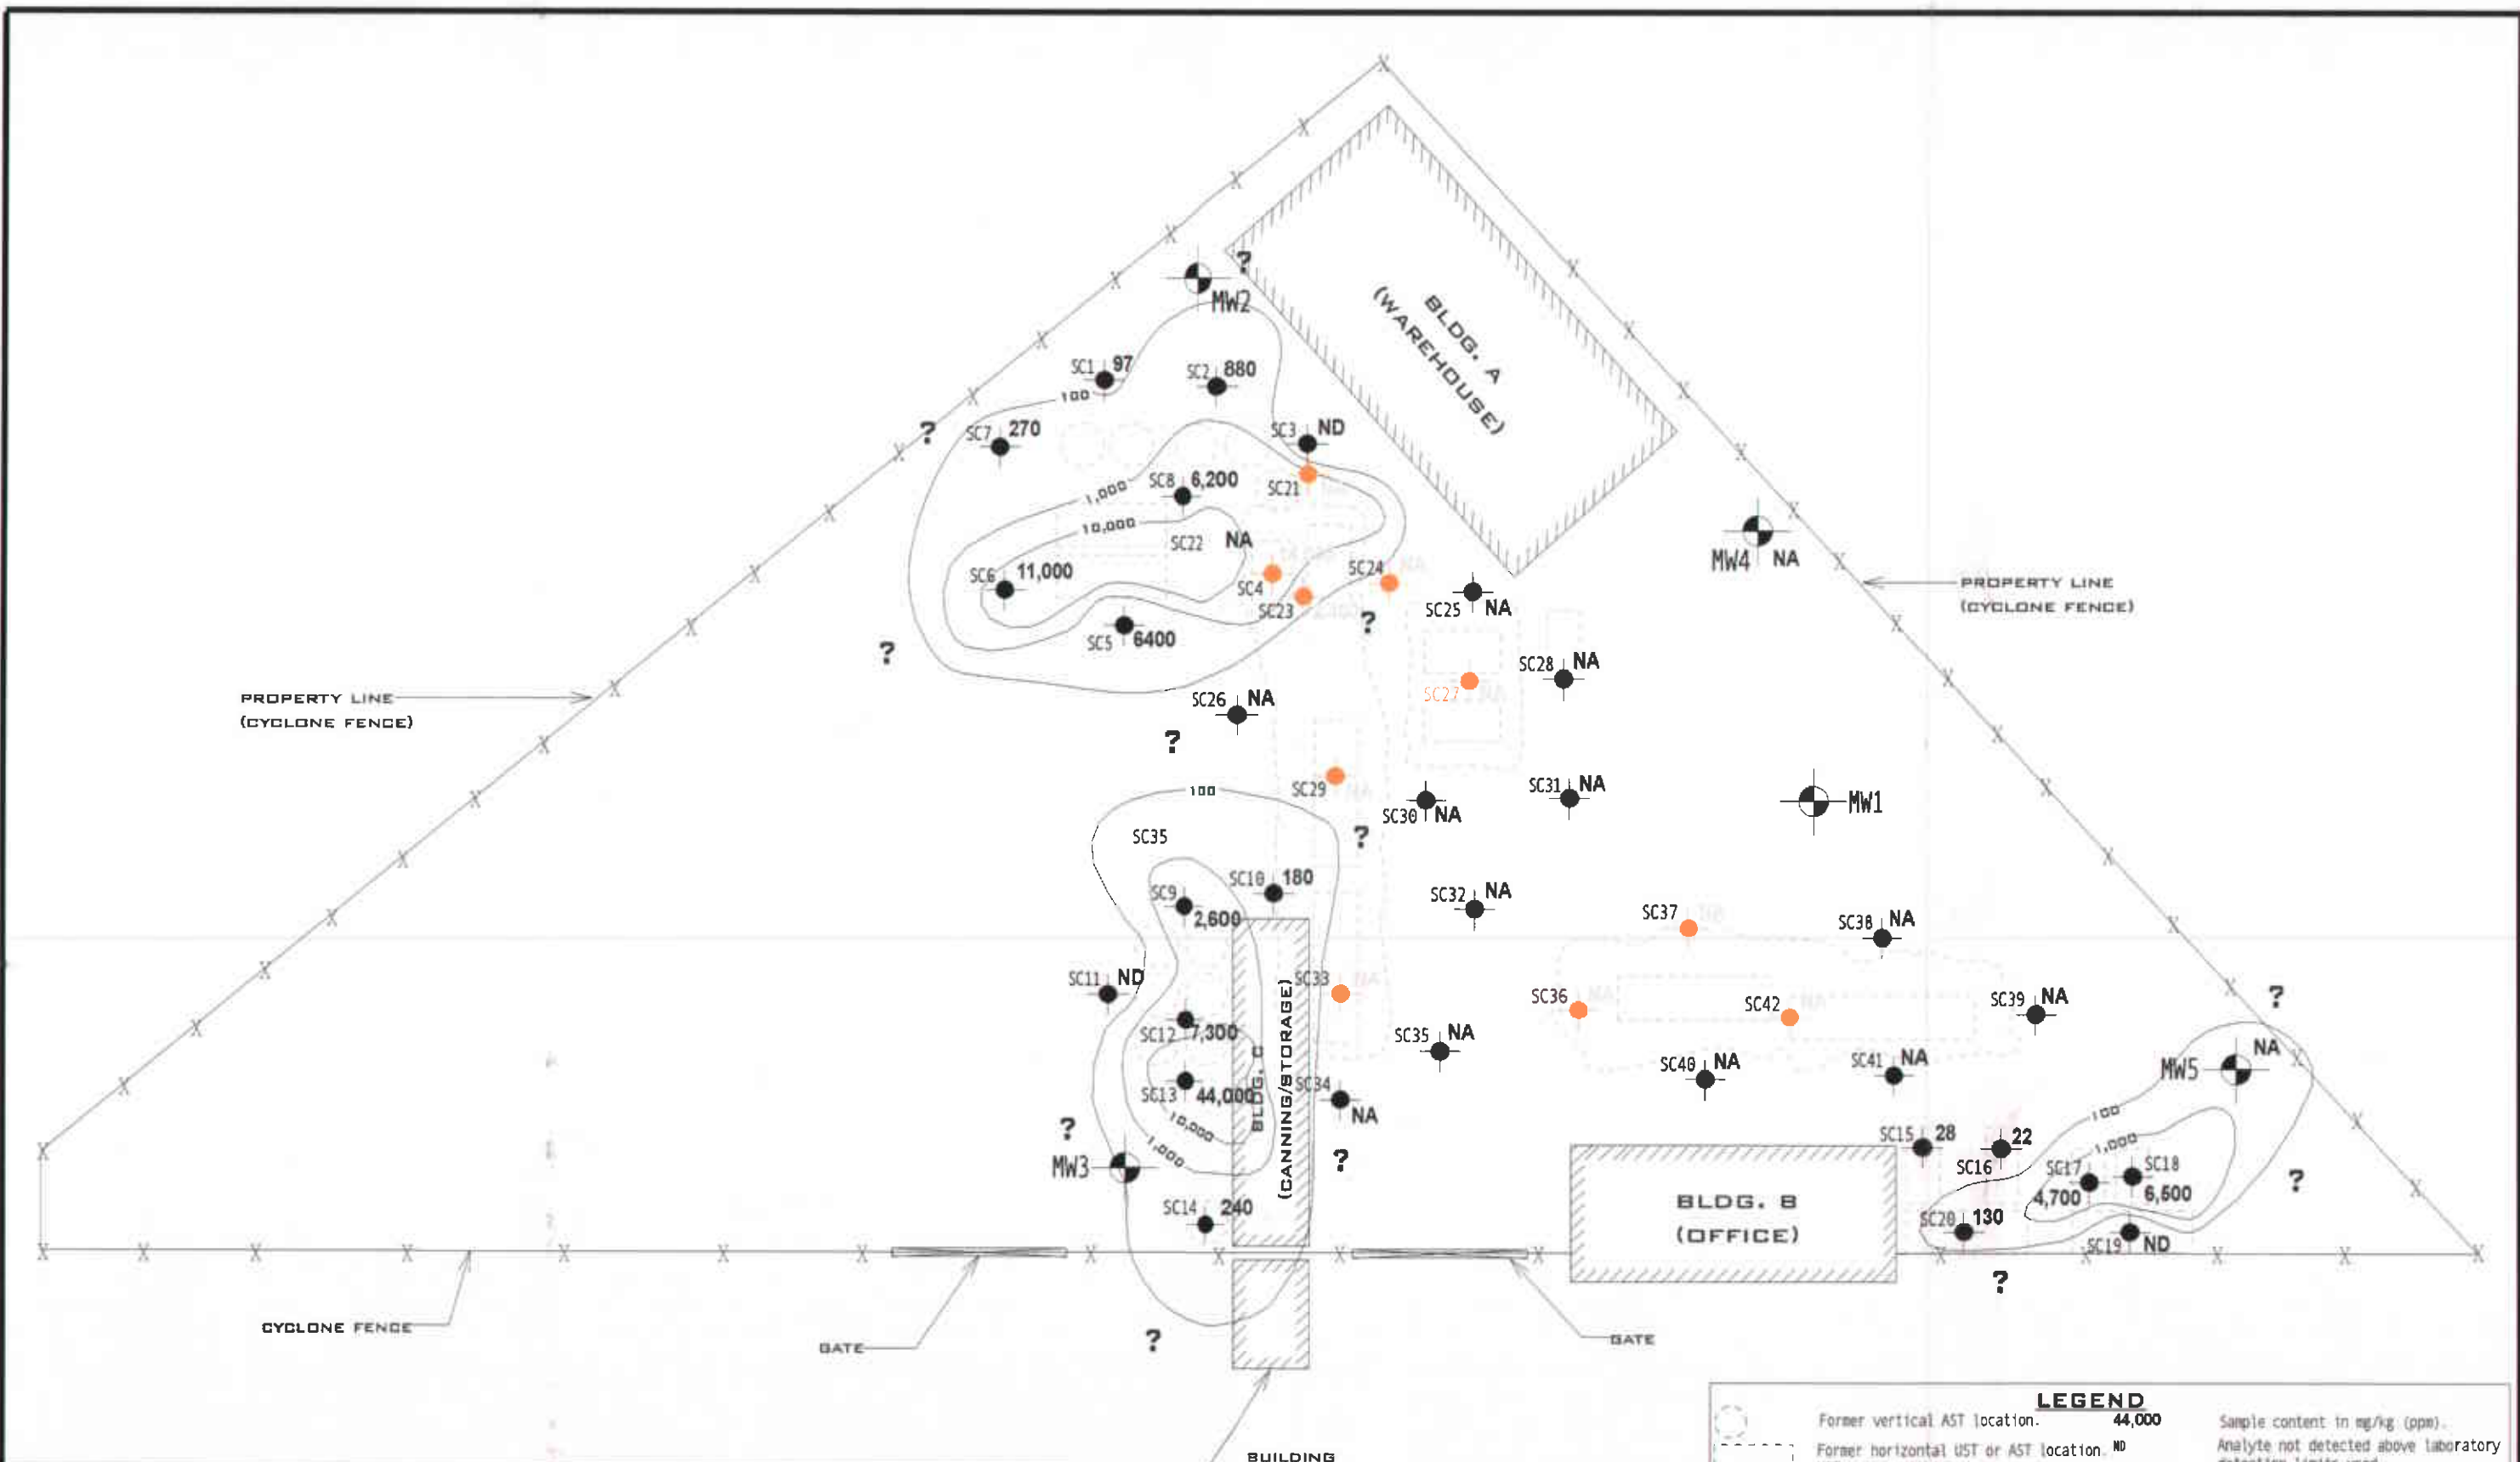 ?
MW2
BLDG. A
(WAREHOUSE)
SC1 97
SC2 880
100
SC7 270
?
SC3 ND
SC21
SC8 6,200
1,000
10,000
SC22 NA
SC6 11,000
SC4
SC23
SC24
?
SC5 6400
?
SC25 NA
MW4 NA
PROPERTY LINE
(CYCLONE FENCE)
PROPERTY LINE
(CYCLONE FENCE)
SC26 NA
?
SC27
SC28 NA
SC29
SC30 NA
SC31 NA
MW1
100
SC35
?
SC9
2,600
SC10 180
SC32 NA
SC37
SC38 NA
SC11 ND
SC12 7,300
SC33
SC36
SC42
SC39 NA
?
SC13 44,000
10,000
1,000
BLDG. C
(CANNING/STORAGE)
SC34
NA
?
SC35 NA
SC40 NA
SC41 NA
MW5 NA
?
MW3
SC14 240
SC15 28
22
SC16
100
1,000
SC17
4,700
SC18
6,500
?
SC20 130
SC19 ND
?
BLDG. B
(OFFICE)
CYCLONE FENCE
GATE
?
GATE
BUILDING
LEGEND
Former vertical AST location. 44,000 Sample content in mg/kg (ppm).
Former horizontal UST or AST location. ND Analyte not detected above laboratory